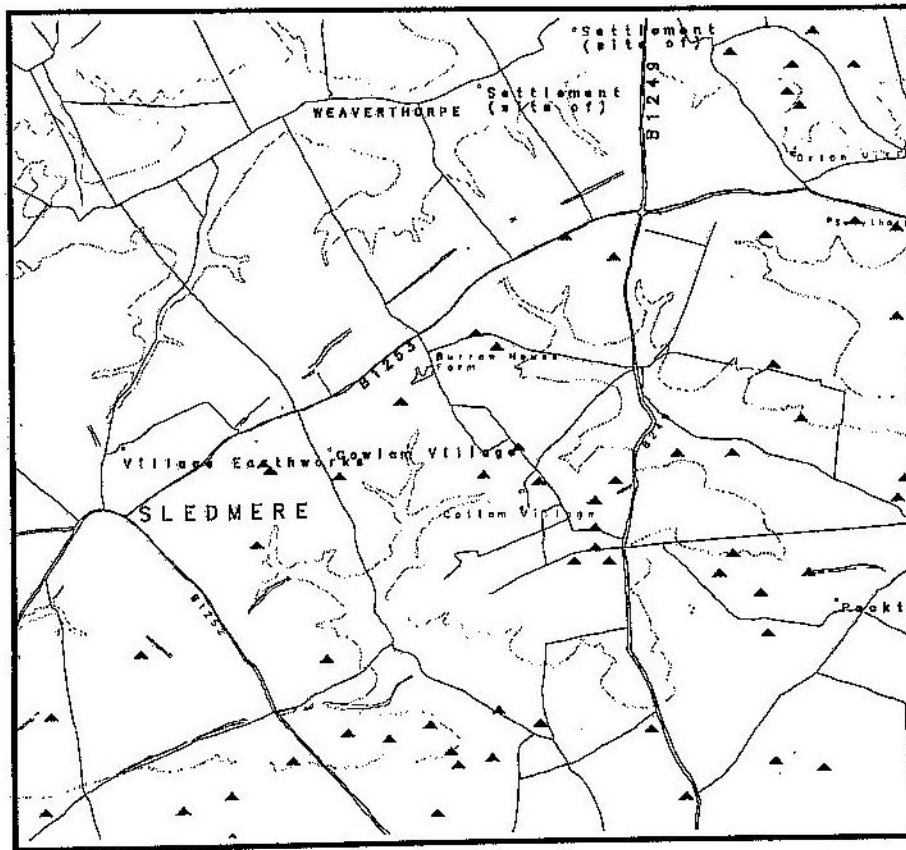 Settlement
(site of)
B1249
Settlement
(site of)
WEAVERTHORPE
B1253
Burrow House
Farm
Village Earthworks
Cowlam Village
SLEDMERE
Cottam Village
B1252